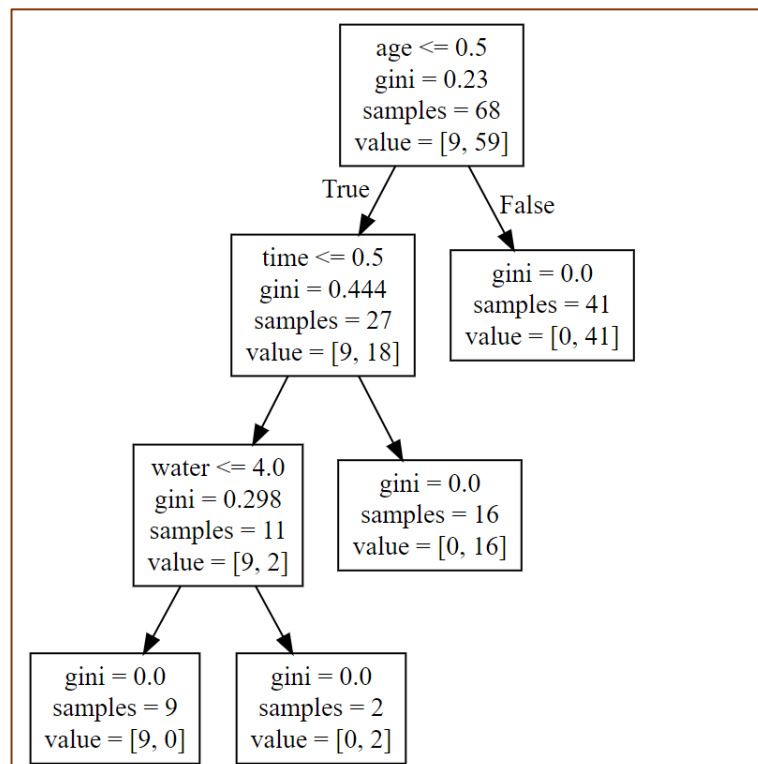 age <= 0.5
gini = 0.23
samples = 68
value = [9, 59]
True
False
time <= 0.5
gini = 0.444
samples = 27
value = [9, 18]
gini = 0.0
samples = 41
value = [0, 41]
water <= 4.0
gini = 0.298
samples = 11
value = [9, 2]
gini = 0.0
samples = 16
value = [0, 16]
gini = 0.0
samples = 9
value = [9, 0]
gini = 0.0
samples = 2
value = [0, 2]